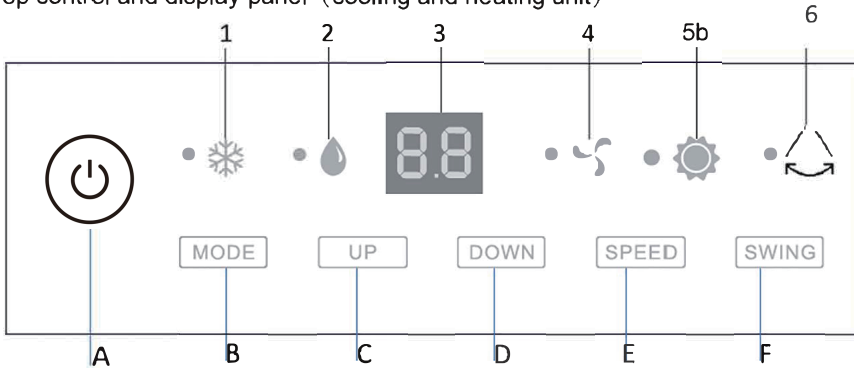 op control and display panel（cooling and heating unit）
1 2 3 4 5b 6
8.8
MODE UP DOWN SPEED SWING
A B C D E F